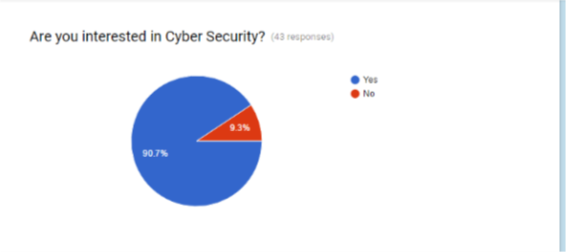 Are you interested in Cyber Security? (43 responses)
Yes
No
9.3%
90.7%